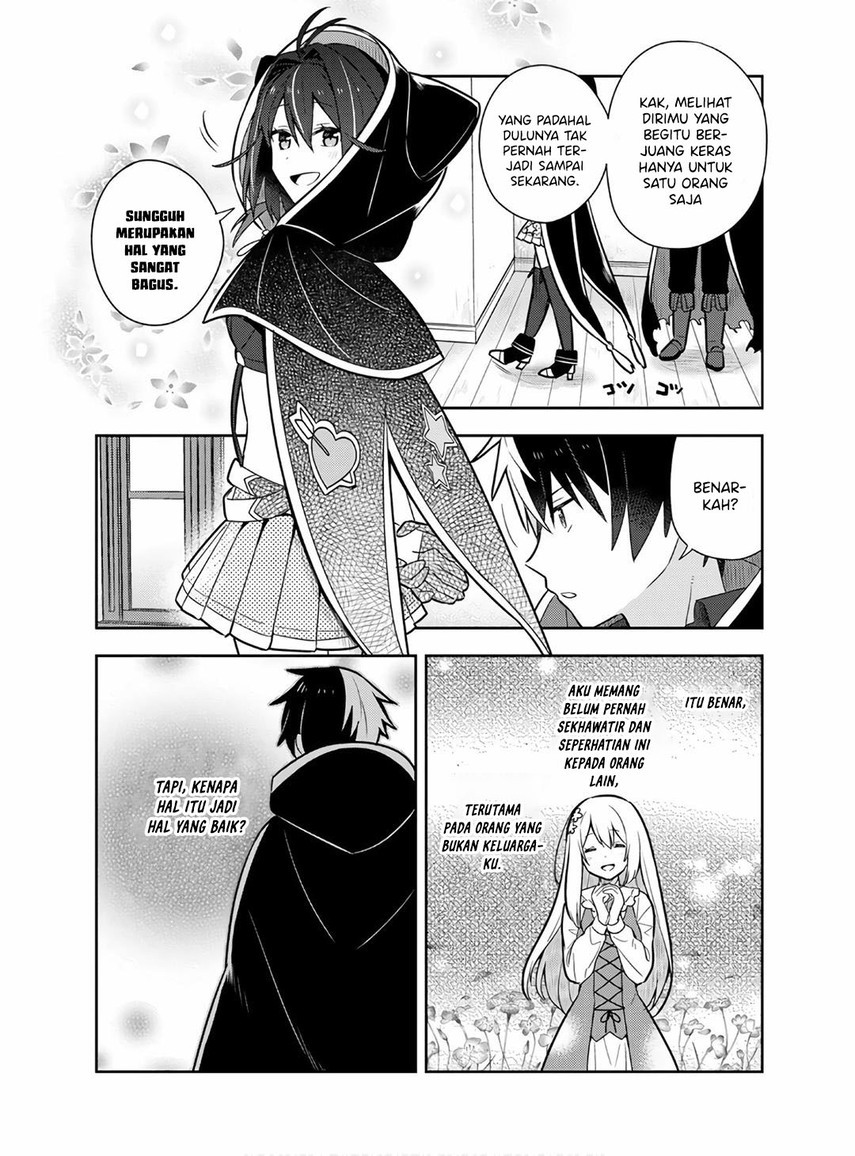 KAK, MELIHAT
DIRIMU YANG
BEGITU BER-
JUANG KERAS
HANYA UNTUK
SATU ORANG
SAJA
YANG PADAHAL
DULUNYA TAK
PERNAH TER-
JADI SAMPAI
SEKARANG.
コツ
コツ
SUNGGUH
MERUPAKAN
HAL YANG
SANGAT
BAGUS.
BENAR-
KAH?
ITU BENAR,
AKU MEMANG
BELUM PERNAH
SEKHAWATIR DAN
SEPERHATIAN INI
KEPADA ORANG
LAIN,
TERUTAMA
PADA ORANG YANG
BUKAN KELUARGA-
KU.
TAPI, KENAPA
HAL ITU JADI
HAL YANG BAIK?